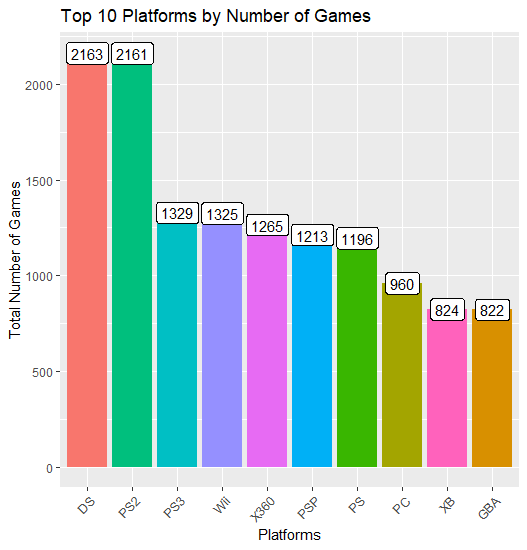 Top 10 Platforms by Number of Games
Total Number of Games
2000
1500
1000
500
0
2163
2161
1329
1325
1265
1213
1196
960
824
822
DS
PS2
PS3
Wii
X360
PSP
PS
PC
XB
GBA
Platforms